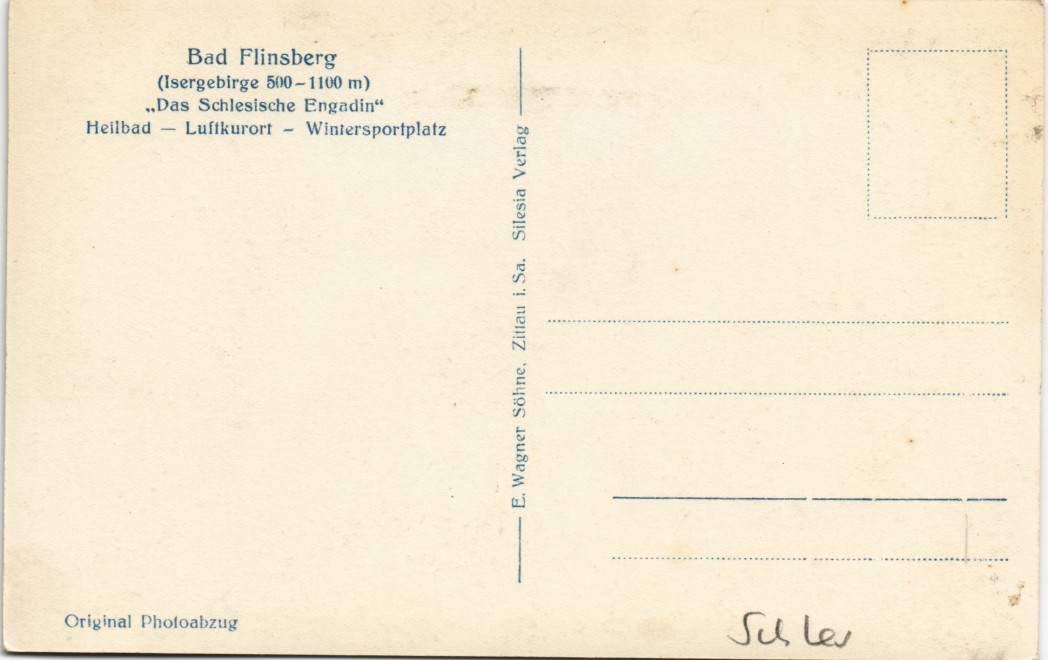 Bad Flinsberg
(Isergebirge 500–1100 m)
„Das Schlesische Engadin“
Heilbad — Luftkurort – Wintersportplatz
E. Wagner Söhne, Zittau i. Sa. Silesia Verlag
Original Photoabzug
Schles